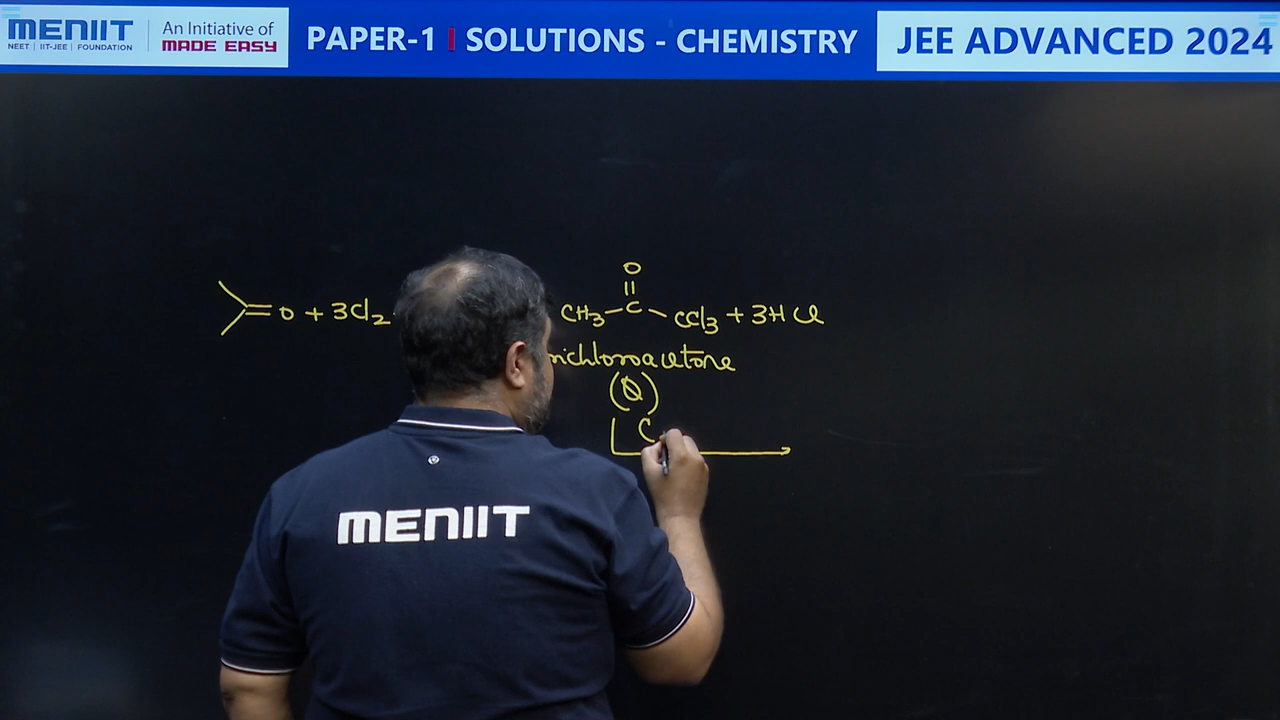 MENIIT
NEET | IIT-JEE | FOUNDATION
An Initiative of
MADE EASY
PAPER-1 | SOLUTIONS - CHEMISTRY
JEE ADVANCED 2024
O
||
=O + 3Cl2
CH3-C-CCl3 + 3HCl
richloroacetone
(Q)
C
MENIIT